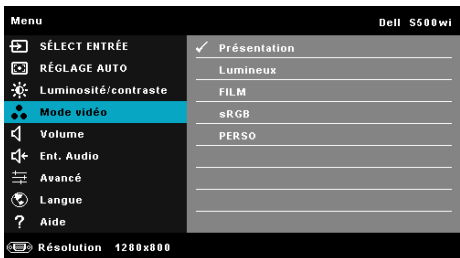 Menu Dell S500wi
SÉLECT ENTRÉE
RÉGLAGE AUTO
Luminosité/contraste
Mode vidéo
Volume
Ent. Audio
Avancé
Langue
Aide
Présentation
Lumineux
FILM
sRGB
PERSO
Résolution 1280x800